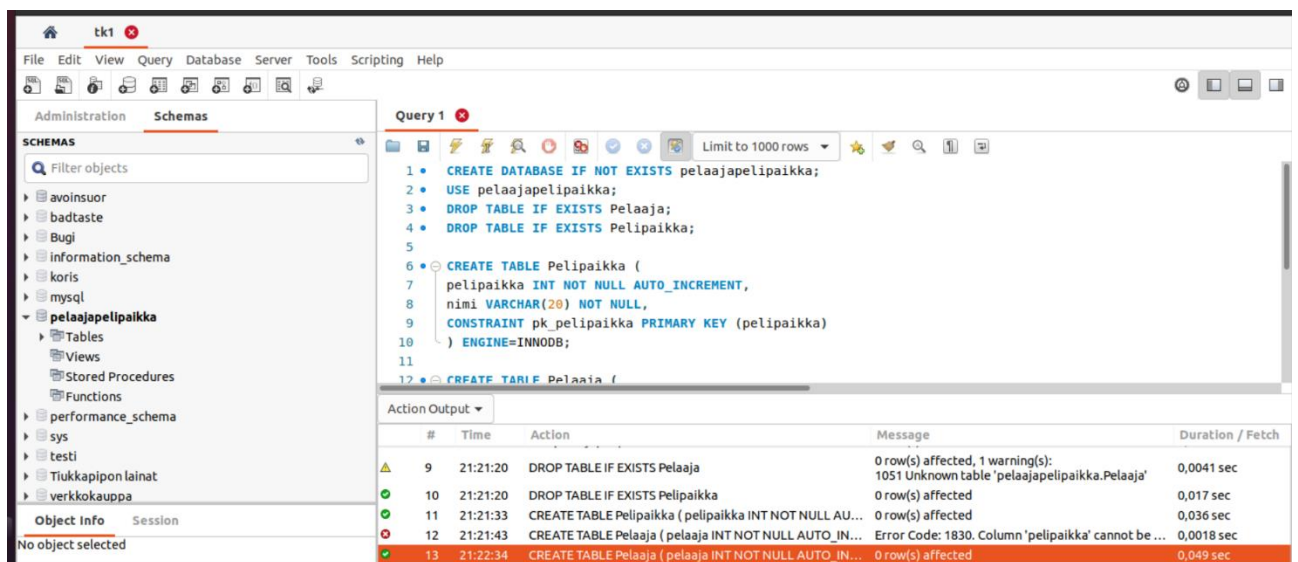 tk1
File Edit View Query Database Server Tools Scripting Help
Administration Schemas
SCHEMAS
Filter objects
avoinsuor
badtaste
Bugi
information_schema
koris
mysql
pelaajapelipaikka
Tables
Views
Stored Procedures
Functions
performance_schema
sys
testi
Tiukkapipon lainat
verkkokauppa
Object Info Session
No object selected
Query 1
Limit to 1000 rows
1 CREATE DATABASE IF NOT EXISTS pelaajapelipaikka;
2 USE pelaajapelipaikka;
3 DROP TABLE IF EXISTS Pelaaja;
4 DROP TABLE IF EXISTS Pelipaikka;
5
6 CREATE TABLE Pelipaikka (
7 pelipaikka INT NOT NULL AUTO_INCREMENT,
8 nimi VARCHAR(20) NOT NULL,
9 CONSTRAINT pk_pelipaikka PRIMARY KEY (pelipaikka)
10 ) ENGINE=INNODB;
11
12 CREATE TABLE Pelaaja (
Action Output
# Time Action Message Duration / Fetch
9 21:21:20 DROP TABLE IF EXISTS Pelaaja 0 row(s) affected, 1 warning(s): 0,0041 sec
1051 Unknown table 'pelaajapelipaikka.Pelaaja'
10 21:21:20 DROP TABLE IF EXISTS Pelipaikka 0 row(s) affected 0,017 sec
11 21:21:33 CREATE TABLE Pelipaikka ( pelipaikka INT NOT NULL AU... 0 row(s) affected 0,036 sec
12 21:21:43 CREATE TABLE Pelaaja ( pelaaja INT NOT NULL AUTO_IN... Error Code: 1830. Column 'pelipaikka' cannot be ... 0,0018 sec
13 21:22:34 CREATE TABLE Pelaaja ( pelaaja INT NOT NULL AUTO_IN... 0 row(s) affected 0,049 sec